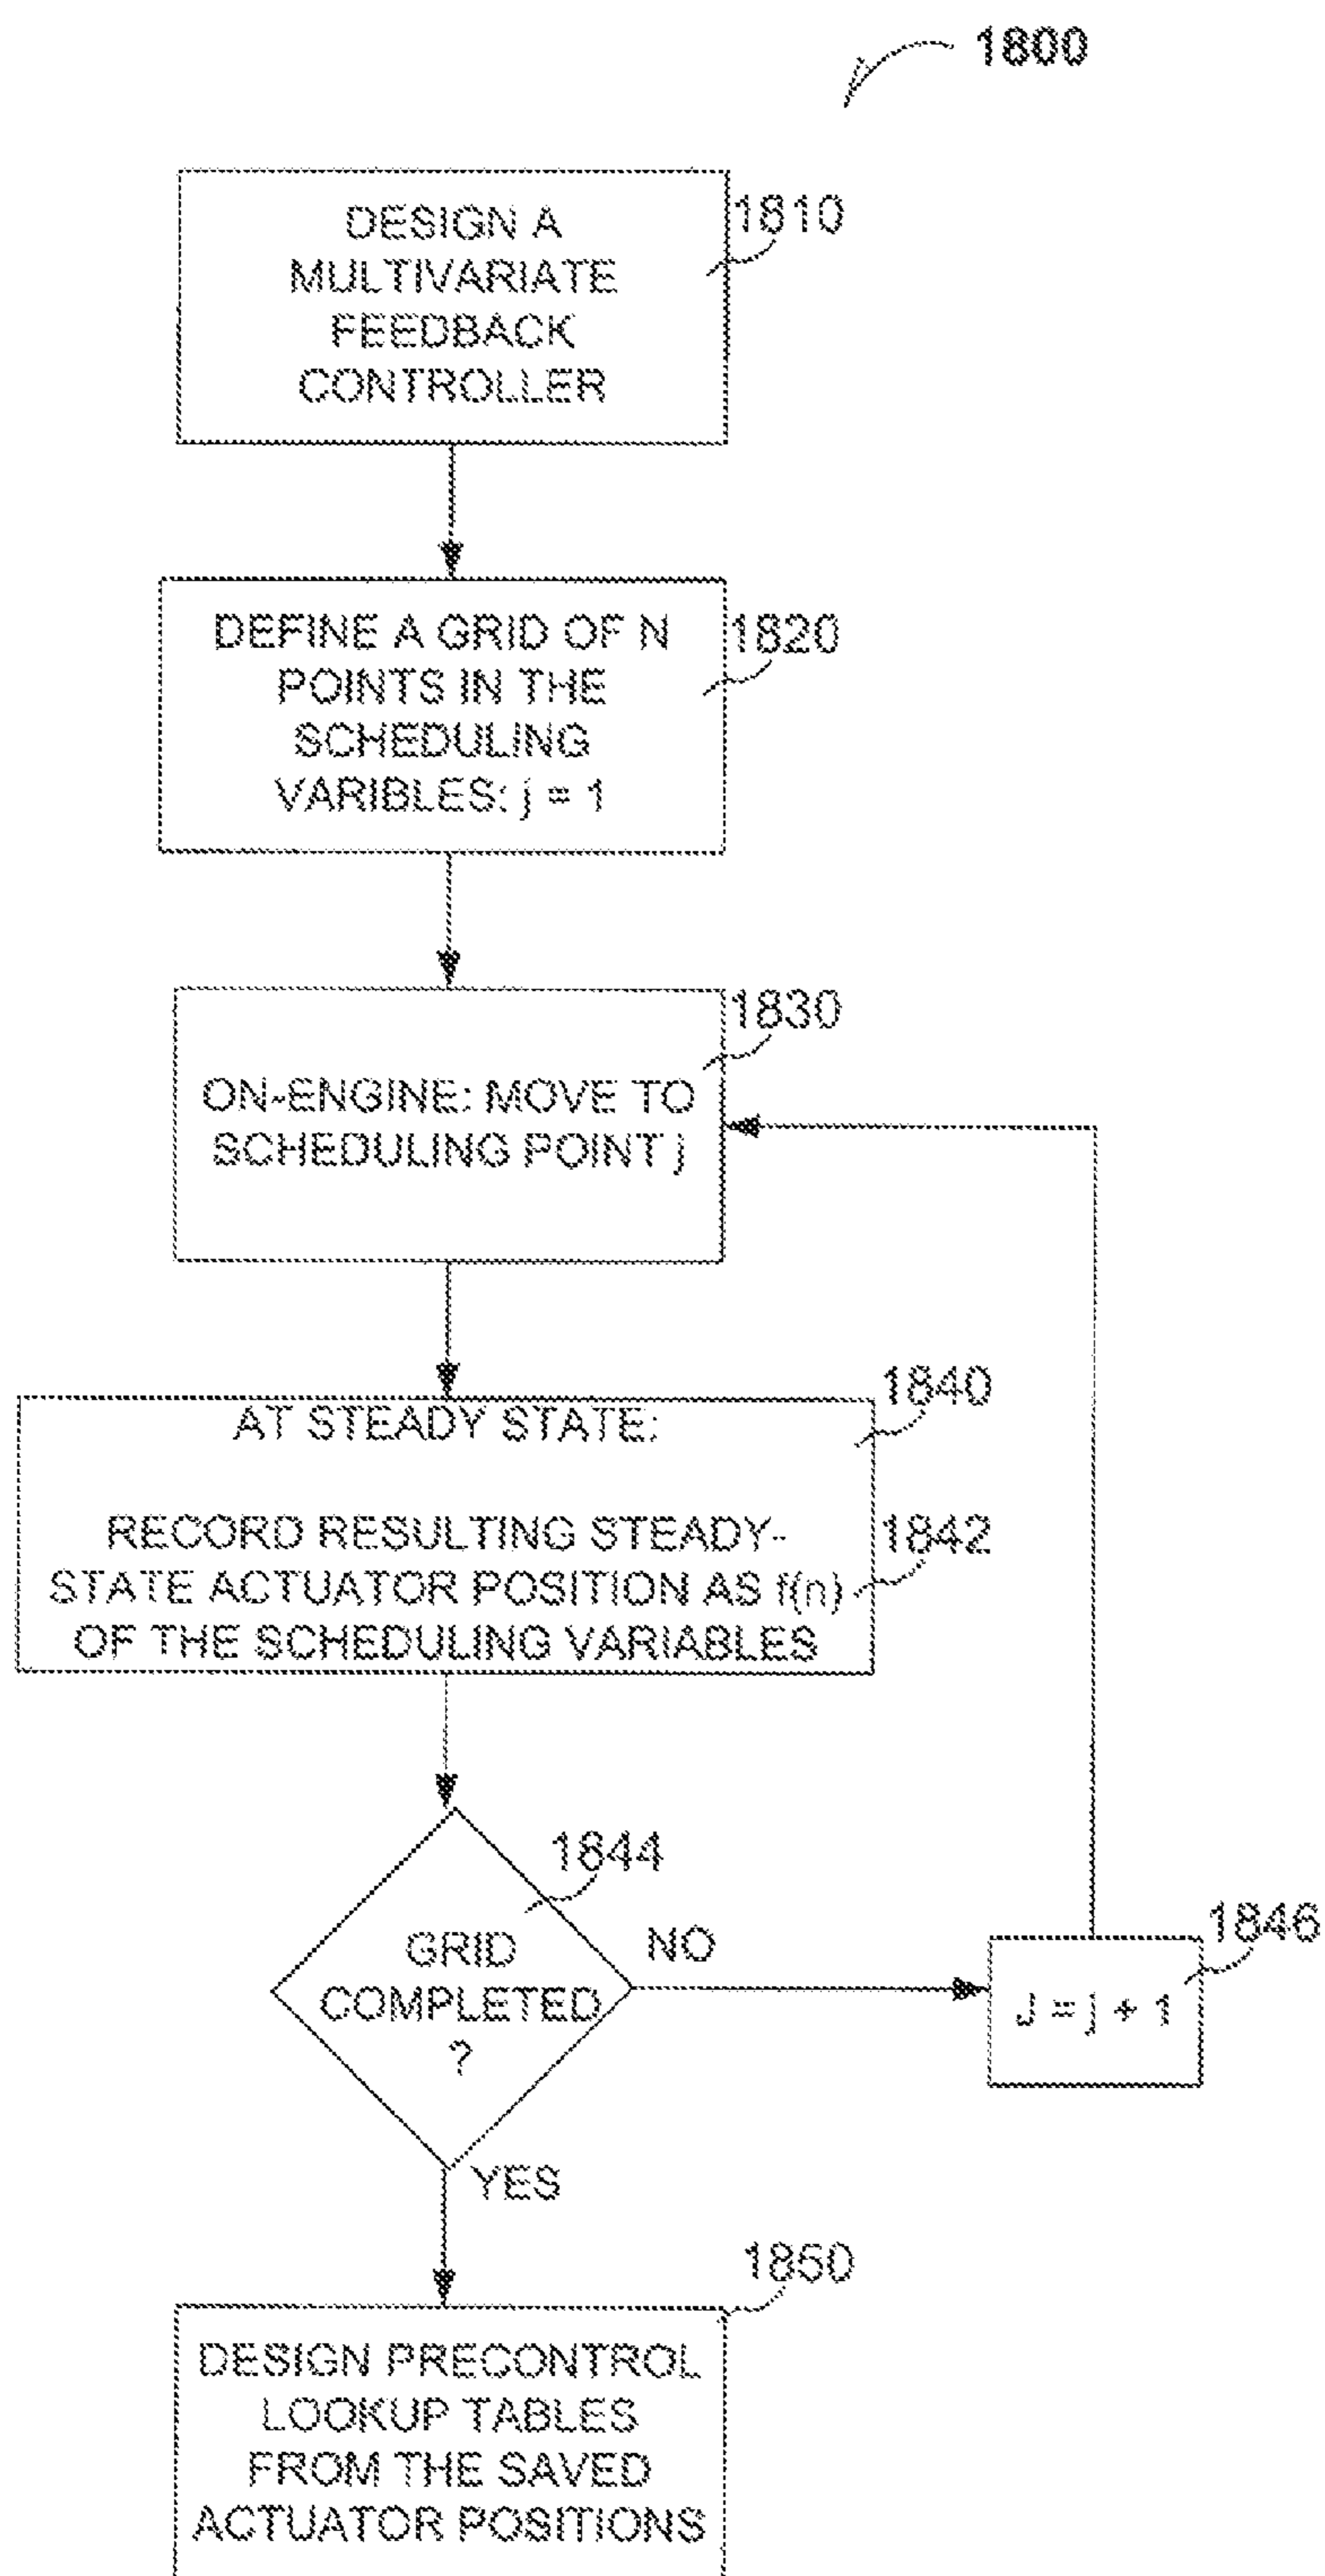 1800
DESIGN A
MULTIVARIATE
FEEDBACK
CONTROLLER
1810
DEFINE A GRID OF N
POINTS IN THE
SCHEDULING
VARIBLES: j = 1
1820
ON-ENGINE: MOVE TO
SCHEDULING POINT j
1830
AT STEADY STATE:
1840
RECORD RESULTING STEADY-
STATE ACTUATOR POSITION AS f(n)
OF THE SCHEDULING VARIABLES
1842
1844
GRID
COMPLETED
?
NO
1846
J = j + 1
YES
1850
DESIGN PRECONTROL
LOOKUP TABLES
FROM THE SAVED
ACTUATOR POSITIONS